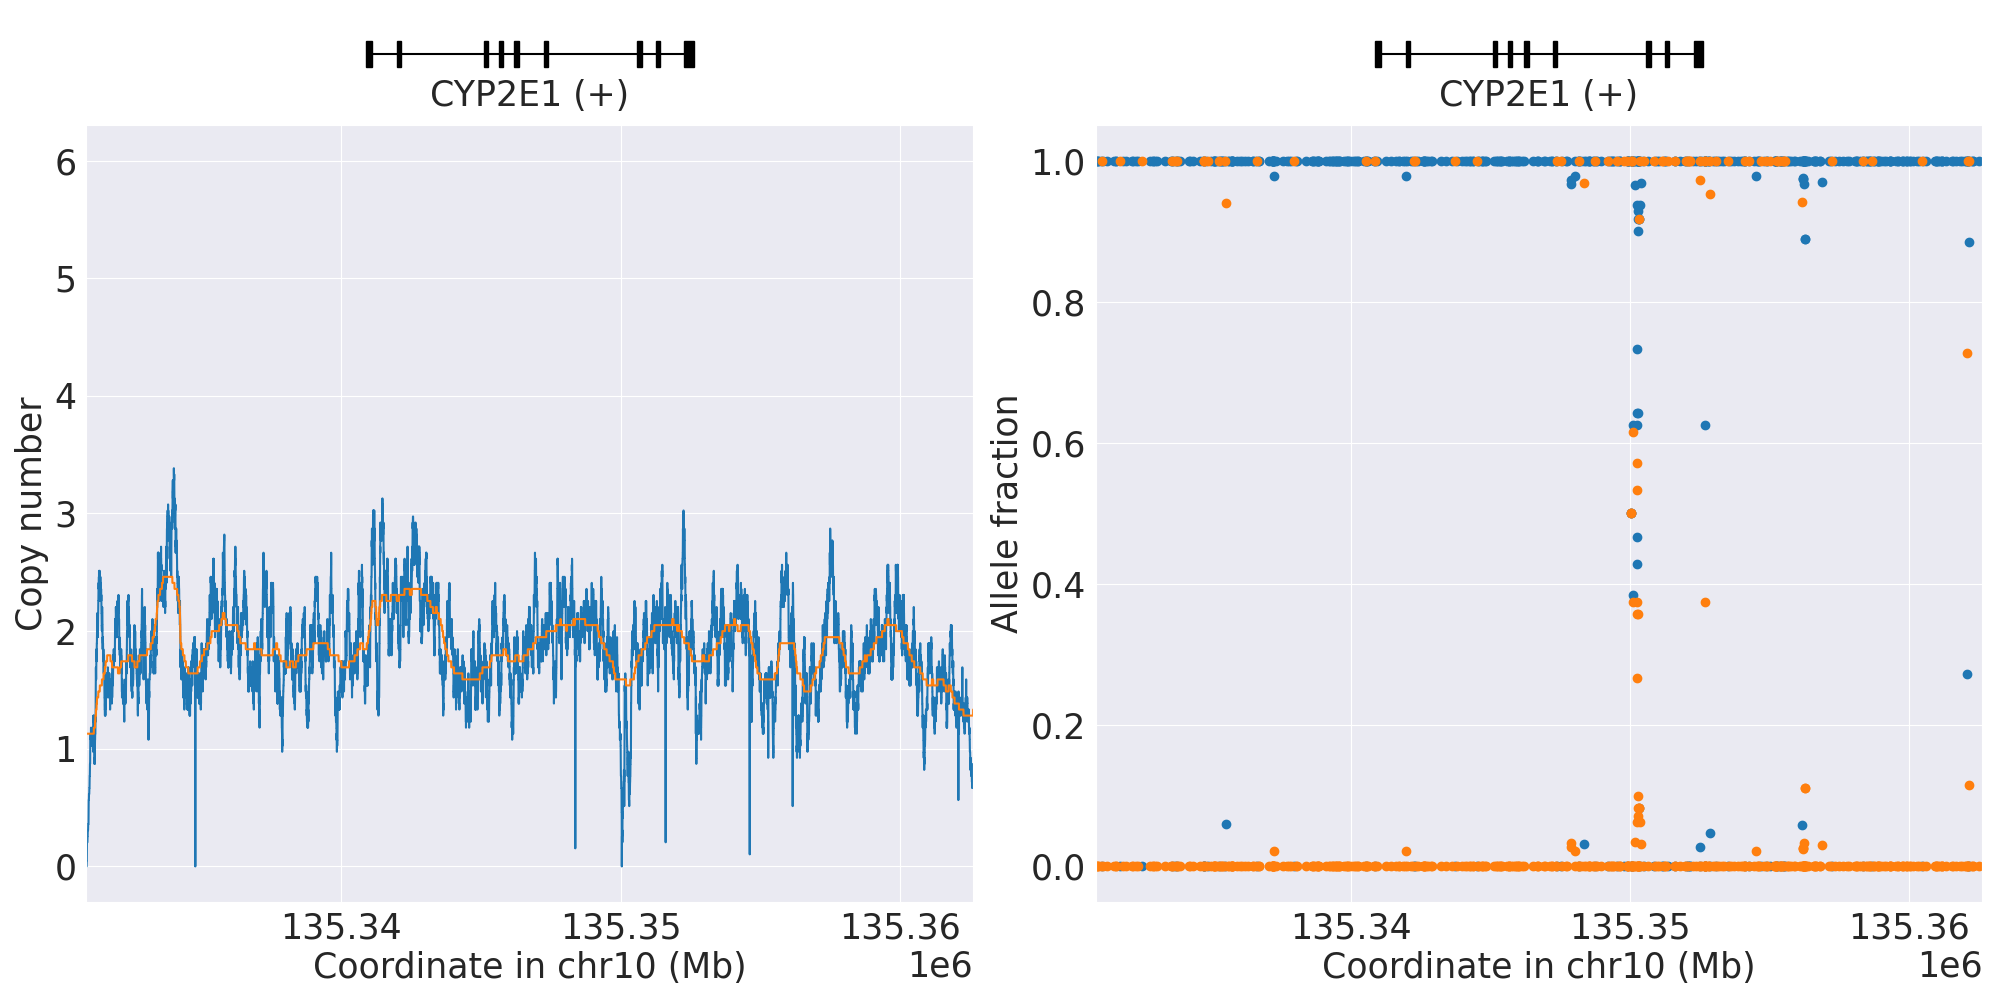 CYP2E1 (+)
6
5
4
3
2
1
0
Copy number
135.34 135.35 135.36
Coordinate in chr10 (Mb)
1e6
CYP2E1 (+)
1.0
0.8
0.6
0.4
0.2
0.0
Allele fraction
135.34 135.35 135.36
Coordinate in chr10 (Mb)
1e6